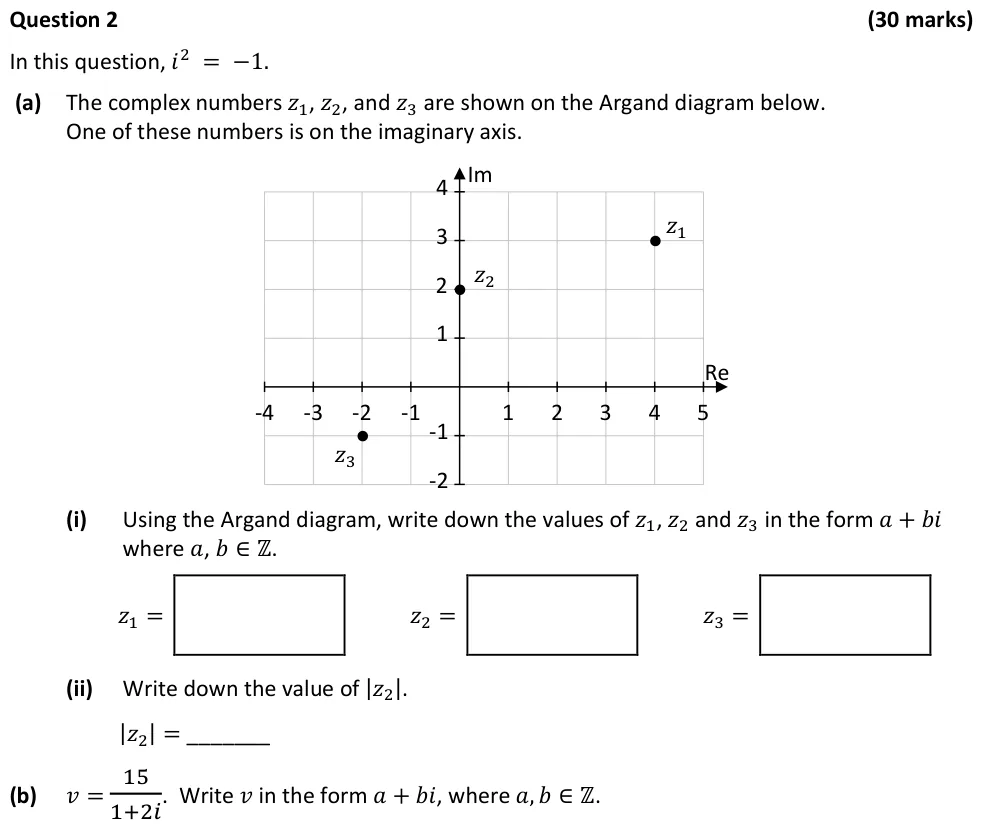 Question 2 (30 marks)
In this question, 𝑖² = −1.
(a) The complex numbers 𝑧₁, 𝑧₂, and 𝑧₃ are shown on the Argand diagram below.
One of these numbers is on the imaginary axis.
Im
4
𝑧₁
3
𝑧₂
2
1
Re
-4 -3 -2 -1 1 2 3 4 5
-1
𝑧₃
-2
(i) Using the Argand diagram, write down the values of 𝑧₁, 𝑧₂ and 𝑧₃ in the form 𝑎 + 𝑏𝑖
where 𝑎, 𝑏 ∈ ℤ.
𝑧₁ = 𝑧₂ = 𝑧₃ =
(ii) Write down the value of |𝑧₂|.
|𝑧₂| = _______
(b) 𝑣 = 15/(1+2𝑖). Write 𝑣 in the form 𝑎 + 𝑏𝑖, where 𝑎, 𝑏 ∈ ℤ.